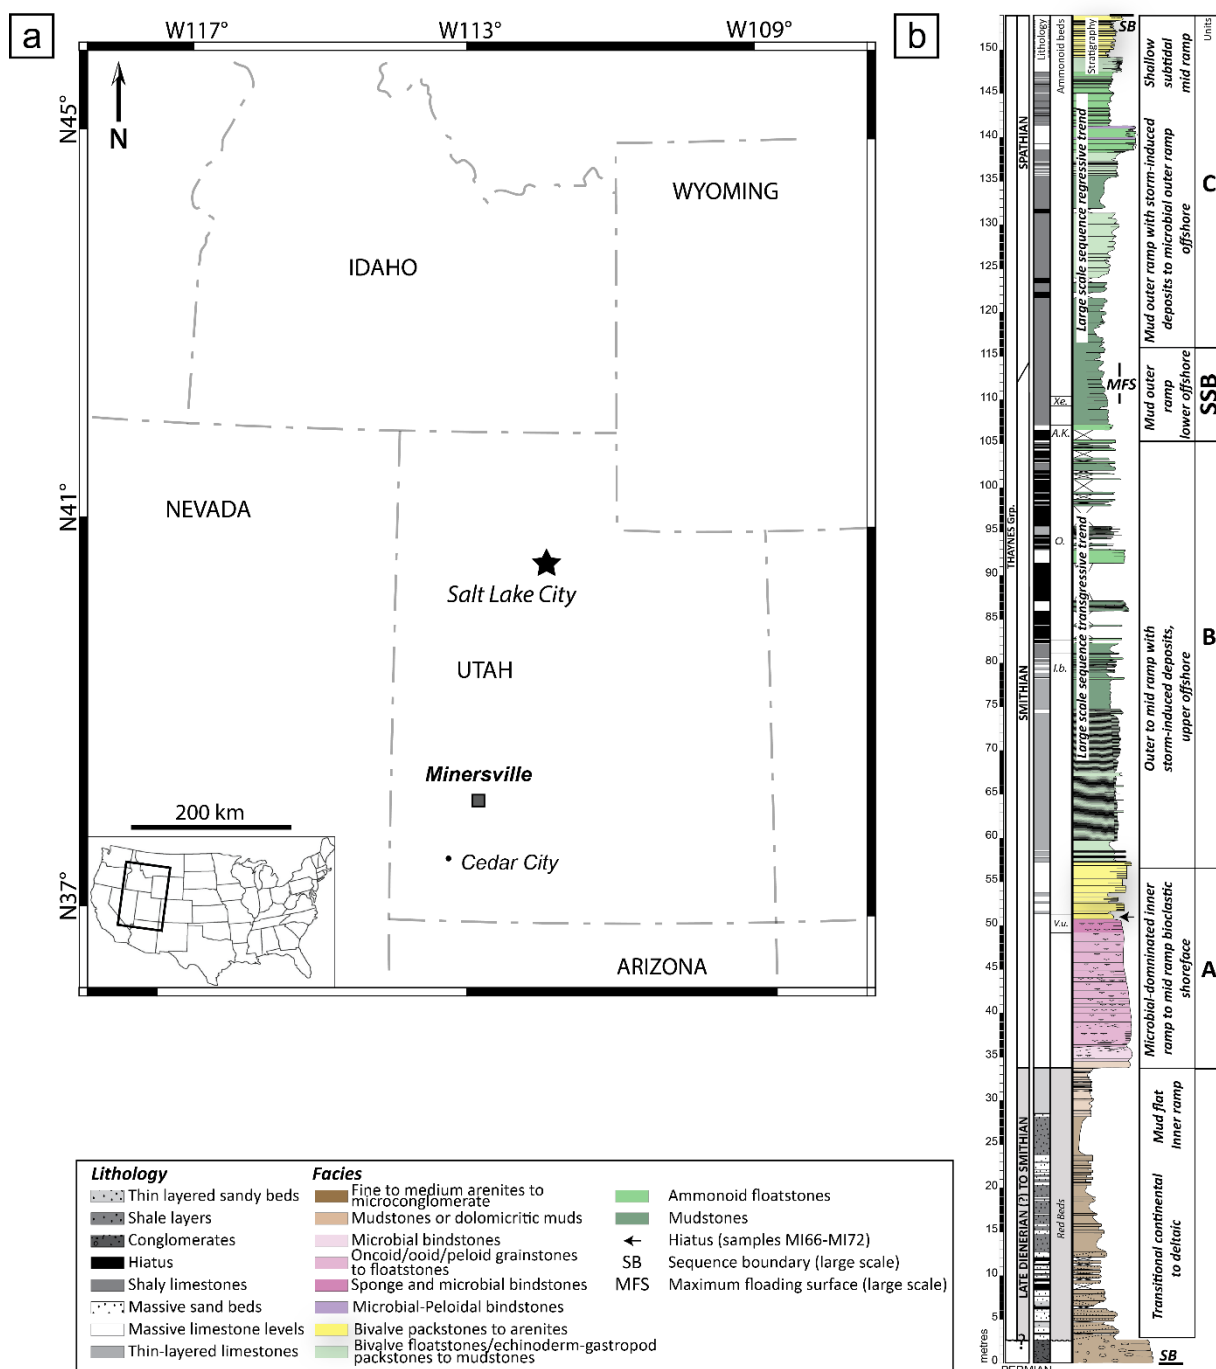 a
W117°
W113°
W109°
N45°
N41°
N37°
N
WYOMING
IDAHO
NEVADA
Salt Lake City
UTAH
Minersville
200 km
Cedar City
ARIZONA
b
Lithology
Ammonoid beds
Stratigraphy
Units
SB
150
145
140
135
130
125
120
115
110
105
100
95
90
85
80
75
70
65
60
55
50
45
40
35
30
25
20
15
10
5
0
metres
SPATHIAN
THAYNES Grp.
SMITHIAN
LATE DIENERIAN (?) TO SMITHIAN
?
PERMIAN
Xe.
A.K.
O.
I.b.
V.u.
Red Beds
Large scale sequence regressive trend
MFS
Large scale sequence transgressive trend
SB
Shallow
subtidal
mid ramp
Mud outer ramp with storm-induced
deposits to microbial outer ramp
offshore
Mud outer
ramp
lower offshore
Outer to mid ramp with
storm-induced deposits,
upper offshore
Microbial-domninated inner
ramp to mid ramp bioclastic
shoreface
Mud flat
Inner ramp
Transitional continental
to deltaic
C
SSB
B
A
Lithology
Thin layered sandy beds
Shale layers
Conglomerates
Hiatus
Shaly limestones
Massive sand beds
Massive limestone levels
Thin-layered limestones
Facies
Fine to medium arenites to
microconglomerate
Mudstones or dolomicritic muds
Microbial bindstones
Oncoid/ooid/peloid grainstones
to floatstones
Sponge and microbial bindstones
Microbial-Peloidal bindstones
Bivalve packstones to arenites
Bivalve floatstones/echinoderm-gastropod
packstones to mudstones
Ammonoid floatstones
Mudstones
Hiatus (samples MI66-MI72)
SB Sequence boundary (large scale)
MFS Maximum floading surface (large scale)